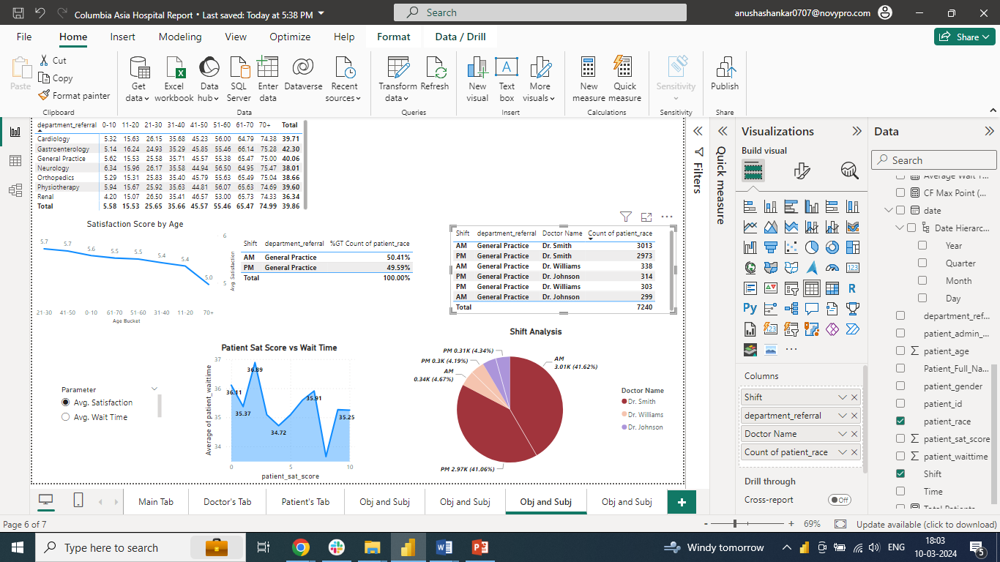 Columbia Asia Hospital Report • Last saved: Today at 5:38 PM
Search
anushashankar0707@novypro.com
File Home Insert Modeling View Optimize Help Format Data / Drill
Share
Paste
Cut
Copy
Format painter
Get data
Excel workbook
Data hub
SQL Server
Enter data
Dataverse
Recent sources
Transform data
Refresh
New visual
Text box
More visuals
New measure
Quick measure
Sensitivity
Publish
Clipboard Data Queries Insert Calculations Sensitivity Share
department_referral 0-10 11-20 21-30 31-40 41-50 51-60 61-70 70+ Total
Cardiology 5.32 15.63 26.15 35.68 45.23 56.00 64.79 74.38 39.71
Gastroenterology 5.14 16.24 24.93 35.29 45.85 55.46 66.14 75.28 42.30
General Practice 5.62 15.53 25.58 35.71 45.57 55.38 65.47 75.00 40.06
Neurology 6.34 15.96 26.17 35.58 44.94 56.50 64.95 75.47 38.01
Orthopedics 5.29 15.31 25.83 35.40 45.79 55.63 65.49 75.04 38.66
Physiotherapy 5.94 15.67 25.92 35.63 44.81 56.07 65.63 74.69 39.60
Renal 4.20 15.07 26.50 35.41 46.57 53.00 65.73 74.33 36.34
Total 5.58 15.53 25.65 35.66 45.57 55.46 65.47 74.99 39.86
Satisfaction Score by Age
5.7 5.7 5.6 5.5 5.5 5.4 5.4 5.0
6
5
Avg. Satisfaction
21-30 41-50 0-10 61-70 51-60 31-40 11-20 70+
Age Bucket
Shift department_referral %GT Count of patient_race
AM General Practice 50.41%
PM General Practice 49.59%
Total 100.00%
Shift department_referral Doctor Name Count of patient_race
AM General Practice Dr. Smith 3013
PM General Practice Dr. Smith 2973
AM General Practice Dr. Williams 338
PM General Practice Dr. Johnson 314
PM General Practice Dr. Williams 303
AM General Practice Dr. Johnson 299
Total 7240
Parameter
Avg. Satisfaction
Avg. Wait Time
Patient Sat Score vs Wait Time
Average of patient_waittime
37
36
35
34
36.11
35.37
36.89
34.72
35.91
35.25
0 5 10
patient_sat_score
Shift Analysis
PM 0.31K (4.34%)
PM 0.3K (4.19%)
AM
0.34K (4.67%)
AM
3.01K (41.62%)
PM 2.97K (41.06%)
Doctor Name
Dr. Smith
Dr. Williams
Dr. Johnson
Filters
Quick measure
Visualizations
Build visual
123
R
Py
123
Columns
Shift
department_referral
Doctor Name
Count of patient_race
Drill through
Cross-report Off
Data
Search
Average Wait T...
CF Max Point (...
date
Date Hierarc...
Year
Quarter
Month
Day
department_ref...
patient_admin_...
patient_age
Patient_Full_Na...
patient_gender
patient_id
patient_race
patient_sat_score
patient_waittime
Shift
Time
Total Patients
Main Tab Doctor's Tab Patient's Tab Obj and Subj Obj and Subj Obj and Subj Obj and Subj
Page 6 of 7
- + 69% Update available (click to download)
Type here to search
Windy tomorrow
ENG
18:03
10-03-2024
5